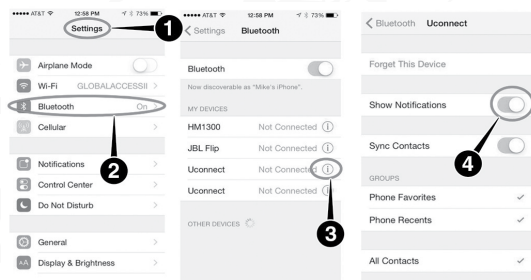 AT&T 12:58 PM 73%
Settings
1
Airplane Mode
Wi-Fi GLOBALACCESSII
Bluetooth On
Cellular
2
Notifications
Control Center
Do Not Disturb
General
AA Display & Brightness
AT&T 12:58 PM 73%
Settings Bluetooth
Bluetooth
Now discoverable as "Mike's iPhone".
MY DEVICES
HM1300 Not Connected i
JBL Flip Not Connected i
Uconnect Not Connected i
Uconnect Not Connected i
3
OTHER DEVICES
Bluetooth Uconnect
Forget This Device
Show Notifications
4
Sync Contacts
GROUPS
Phone Favorites
Phone Recents
All Contacts